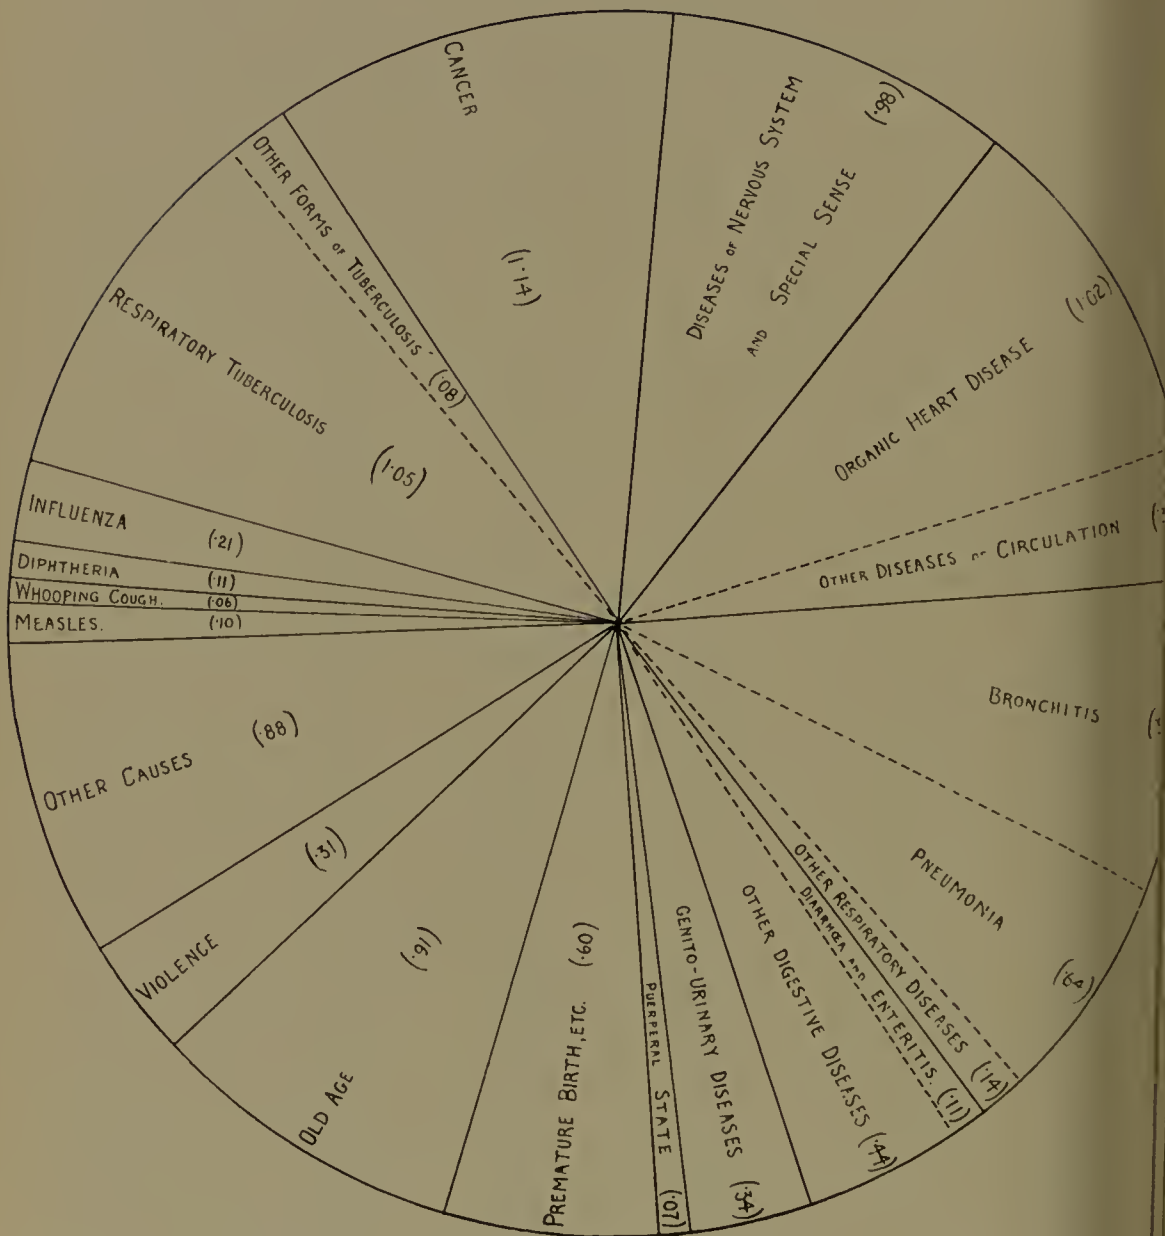 CANCER
(1·14)
DISEASES OF NERVOUS SYSTEM
AND SPECIAL SENSE
(·98)
ORGANIC HEART DISEASE
(1·02)
OTHER DISEASES OF CIRCULATION
BRONCHITIS
PNEUMONIA
(·64)
OTHER RESPIRATORY DISEASES (·14)
DIARRHŒA AND ENTERITIS. (·11)
OTHER DIGESTIVE DISEASES (·44)
GENITO-URINARY DISEASES (·34)
PUERPERAL STATE (·07)
PREMATURE BIRTH, ETC. (·60)
OLD AGE
(·91)
VIOLENCE
(·31)
OTHER CAUSES (·88)
MEASLES. (·10)
WHOOPING COUGH. (·06)
DIPHTHERIA (·11)
INFLUENZA (·21)
RESPIRATORY TUBERCULOSIS
(1·05)
OTHER FORMS OF TUBERCULOSIS (·08)